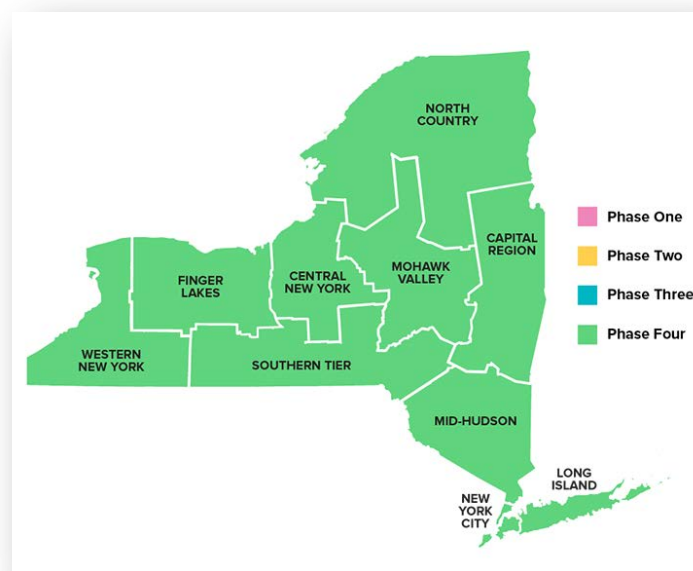 NORTH
COUNTRY
CAPITAL
REGION
MOHAWK
VALLEY
CENTRAL
NEW YORK
FINGER
LAKES
WESTERN
NEW YORK
SOUTHERN TIER
MID-HUDSON
LONG
ISLAND
NEW
YORK
CITY
Phase One
Phase Two
Phase Three
Phase Four